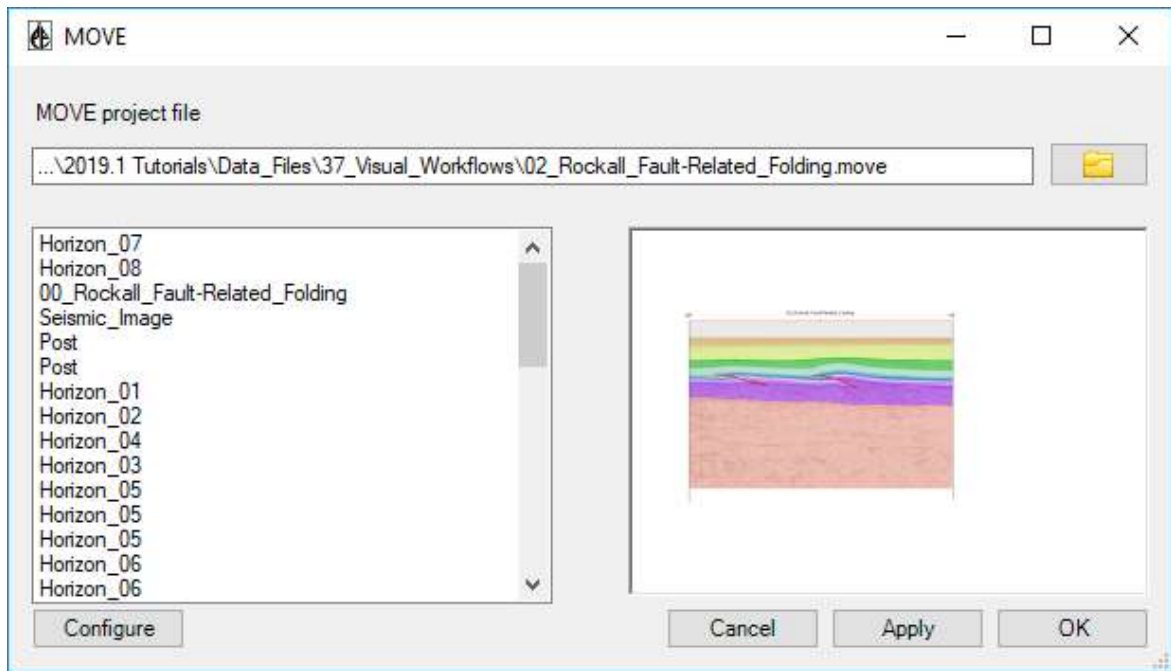 MOVE
MOVE project file
...\2019.1 Tutorials\Data_Files\37_Visual_Workflows\02_Rockall_Fault-Related_Folding.move
Horizon_07
Horizon_08
00_Rockall_Fault-Related_Folding
Seismic_Image
Post
Post
Horizon_01
Horizon_02
Horizon_04
Horizon_03
Horizon_05
Horizon_05
Horizon_05
Horizon_06
Horizon_06
Configure
Cancel
Apply
OK